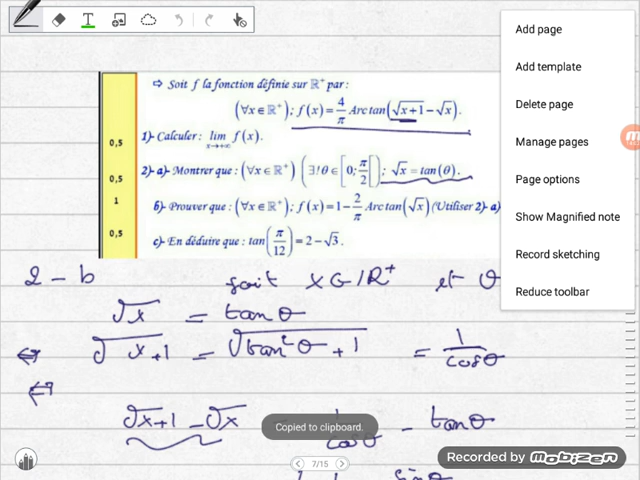 ⇨ Soit f la fonction définie sur ℝ⁺ par :
(∀x ∈ ℝ⁺) ; f(x) = 4/π Arctan(√x+1 − √x).
0,5 1)- Calculer : lim x→+∞ f(x).
0,5 2)- a)- Montrer que : (∀x ∈ ℝ⁺) (∃!θ ∈ [0; π/2[) ; √x = tan(θ).
1 b)- Prouver que : (∀x ∈ ℝ⁺) ; f(x) = 1 − 2/π Arctan(√x) (Utiliser 2)- a)
0,5 c)- En déduire que : tan(π/12) = 2 − √3.
2 - b soit x ∈ ℝ⁺ et θ
√x = tanθ
⇔ √x+1 = √tan²θ + 1 = 1/cosθ
⇔
√x+1 − √x − tanθ
sinθ
Copied to clipboard.
7/15
Add page
Add template
Delete page
Manage pages
Page options
Show Magnified note
Record sketching
Reduce toolbar
Recorded by Mobizen